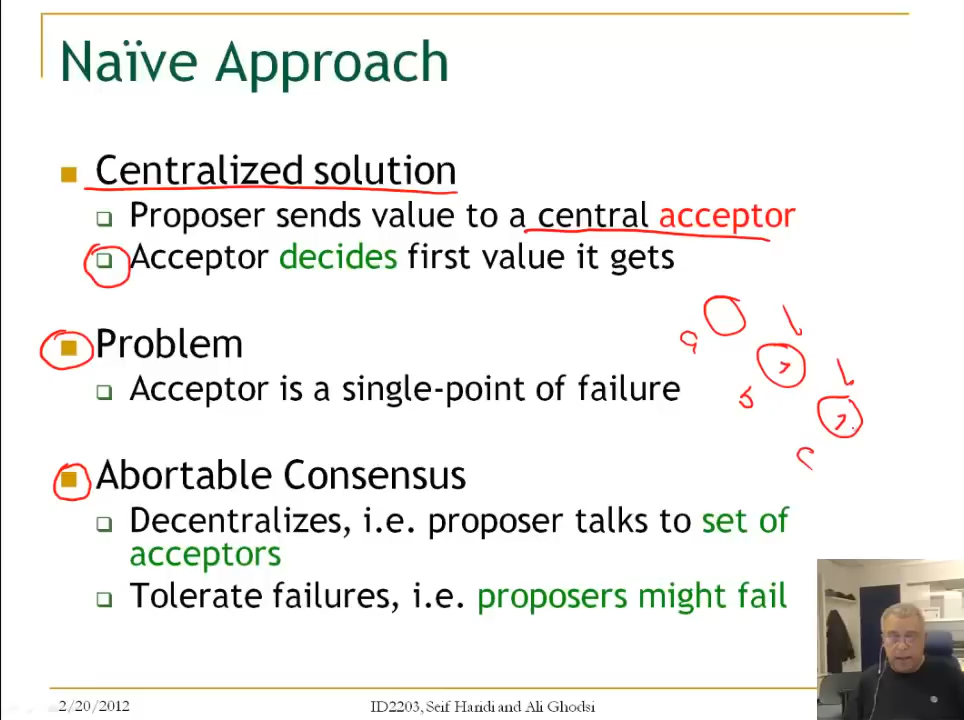 Naïve Approach
Centralized solution
Proposer sends value to a central acceptor
Acceptor decides first value it gets
Problem
Acceptor is a single-point of failure
Abortable Consensus
Decentralizes, i.e. proposer talks to set of
acceptors
Tolerate failures, i.e. proposers might fail
2/20/2012
ID2203, Seif Haridi and Ali Ghodsi